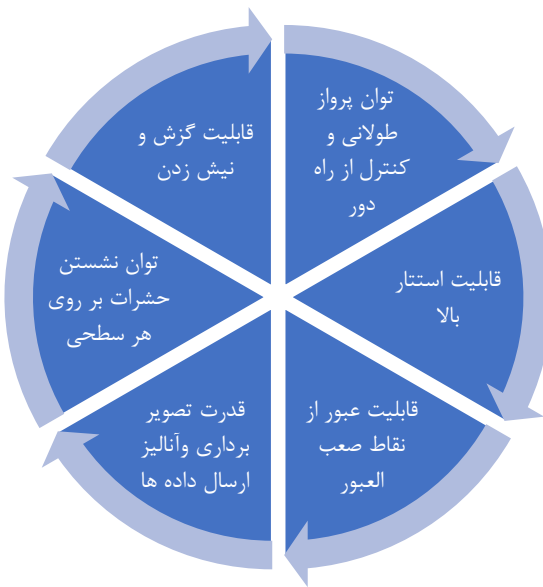 توان پرواز
طولانی و
کنترل از راه
دور
قابلیت استتار
بالا
قابلیت عبور از
نقاط صعب
العبور
قدرت تصویر
برداری وآنالیز
ارسال داده ها
توان نشستن
حشرات بر روی
هر سطحی
قابلیت گزش و
نیش زدن